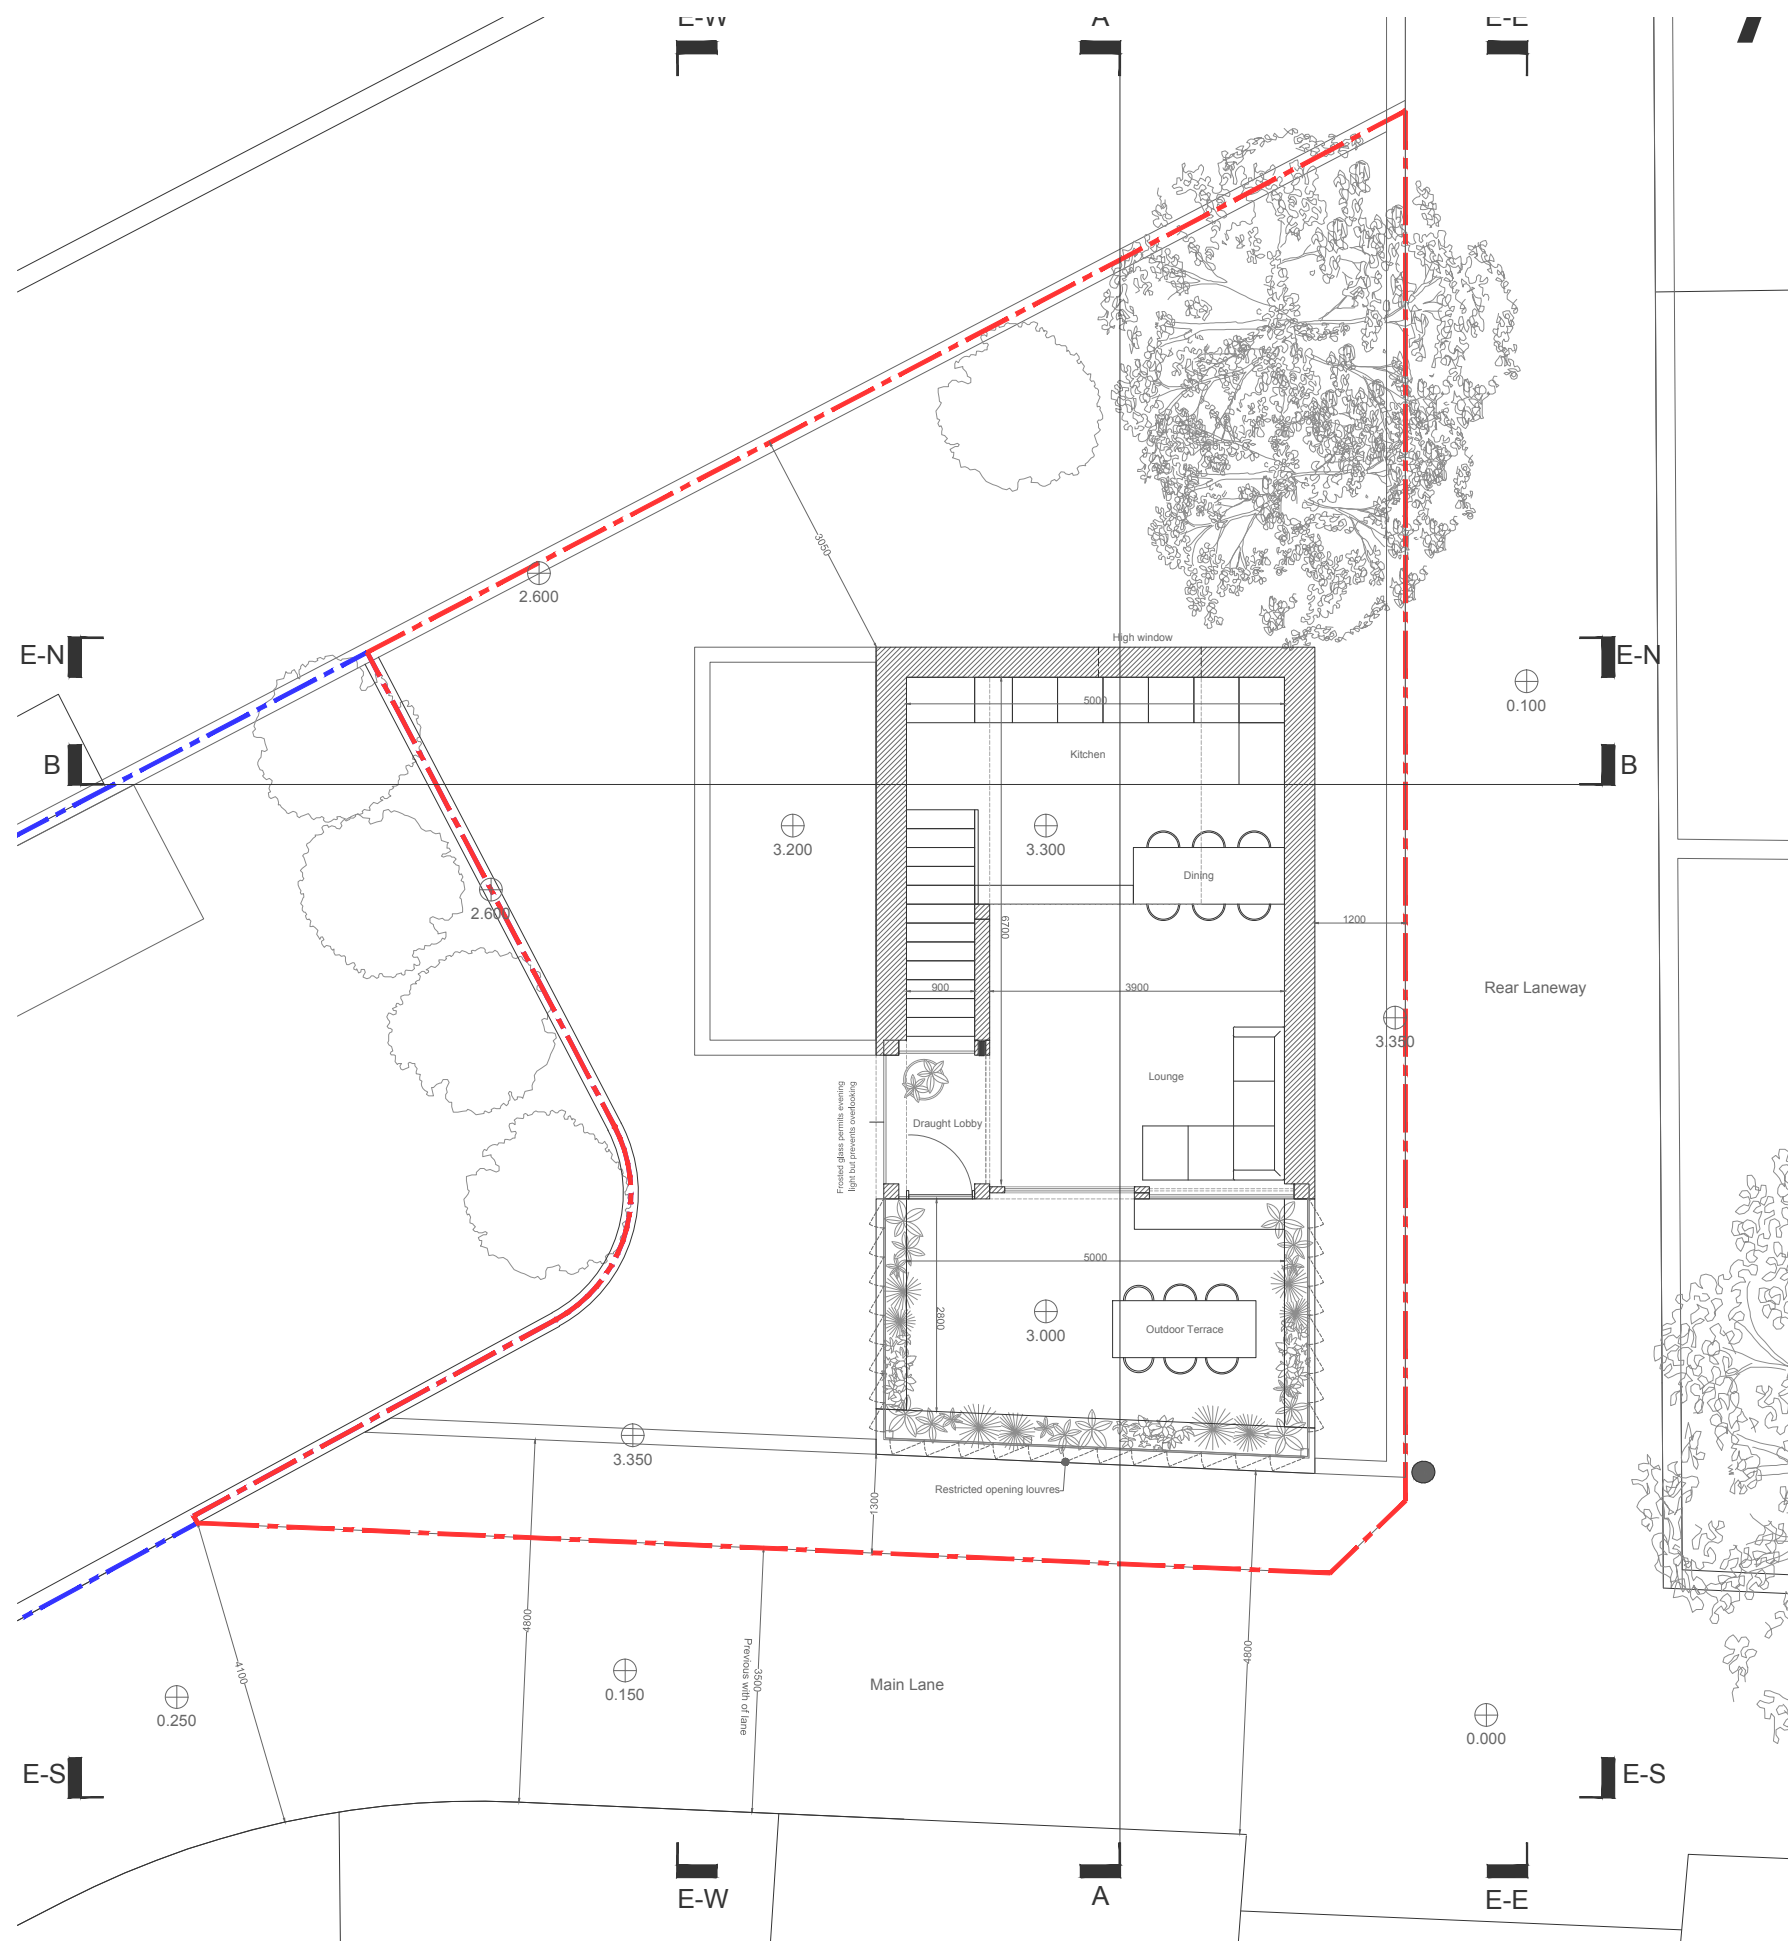 E-W
A
E-E
3050
2.600
High window
E-N
E-N
0.100
5000
Kitchen
B
B
3.200
3.300
Dining
2.600
6700
1200
900
3900
Rear Laneway
3.350
Lounge
Frosted glass permits evening
light but prevents overlooking
Draught Lobby
5000
2800
3.000
Outdoor Terrace
3.350
Restricted opening louvres
1300
4800
4100
Previous with of lane
3500
4800
Main Lane
0.250
0.150
0.000
E-S
E-S
E-W
A
E-E